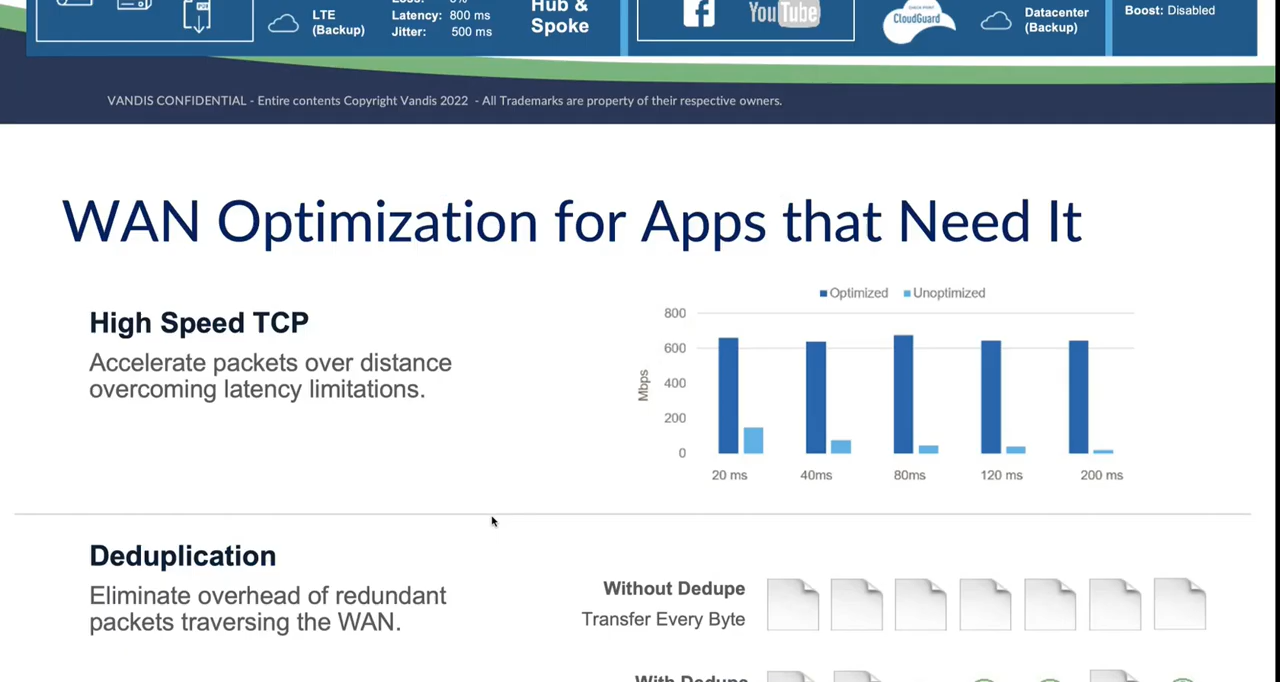 LTE
(Backup)
Latency: 800 ms
Jitter: 500 ms
Hub &
Spoke
You Tube
CloudGuard
Datacenter
(Backup)
Boost: Disabled
VANDIS CONFIDENTIAL - Entire contents Copyright Vandis 2022 - All Trademarks are property of their respective owners.
WAN Optimization for Apps that Need It
High Speed TCP
Accelerate packets over distance
overcoming latency limitations.
Optimized Unoptimized
Mbps
800
600
400
200
0
20 ms 40ms 80ms 120 ms 200 ms
Deduplication
Eliminate overhead of redundant
packets traversing the WAN.
Without Dedupe
Transfer Every Byte